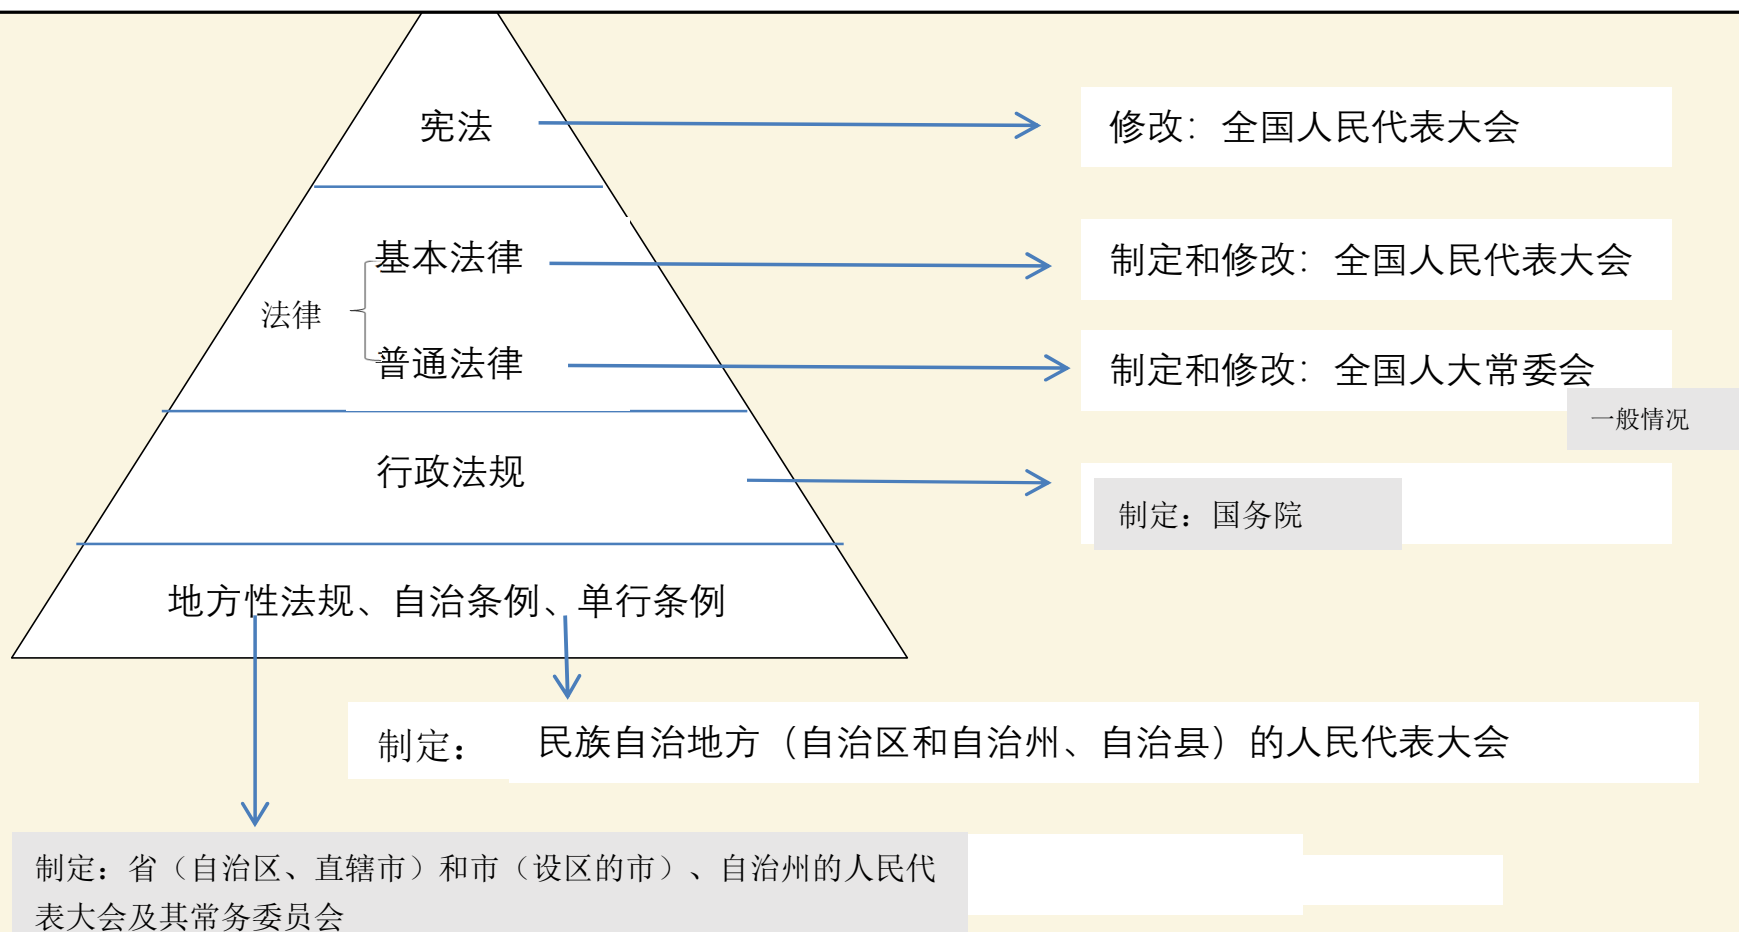 宪法
修改：全国人民代表大会
基本法律
制定和修改：全国人民代表大会
法律
普通法律
制定和修改：全国人大常委会
一般情况
行政法规
制定：国务院
地方性法规、自治条例、单行条例
制定：
民族自治地方（自治区和自治州、自治县）的人民代表大会
制定：省（自治区、直辖市）和市（设区的市）、自治州的人民代
表大会及其常务委员会